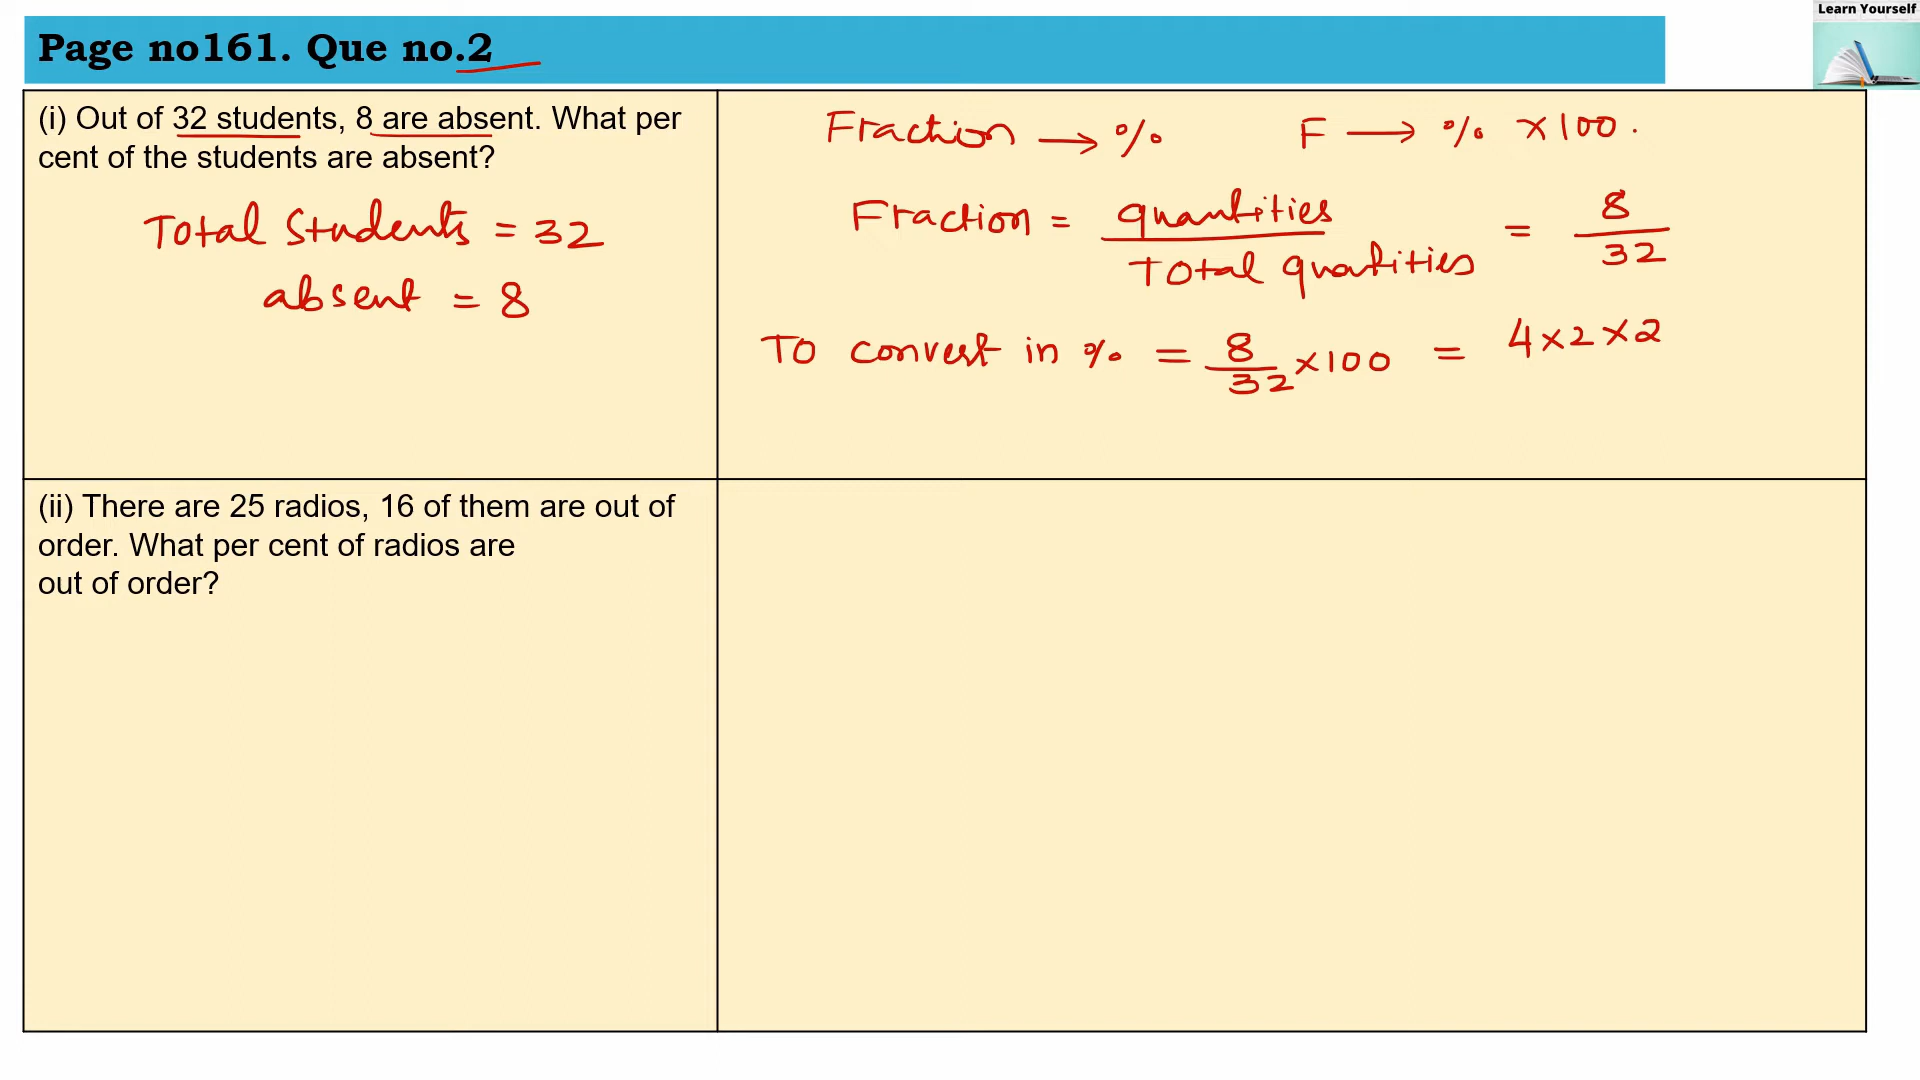 Learn Yourself
Page no161. Que no.2
(i) Out of 32 students, 8 are absent. What per
cent of the students are absent?
Total Students = 32
absent = 8
Fraction → % F → % ×100.
Fraction = quantities / Total quantities = 8/32
To convert in % = 8/32 ×100 = 4×2×2
(ii) There are 25 radios, 16 of them are out of
order. What per cent of radios are
out of order?